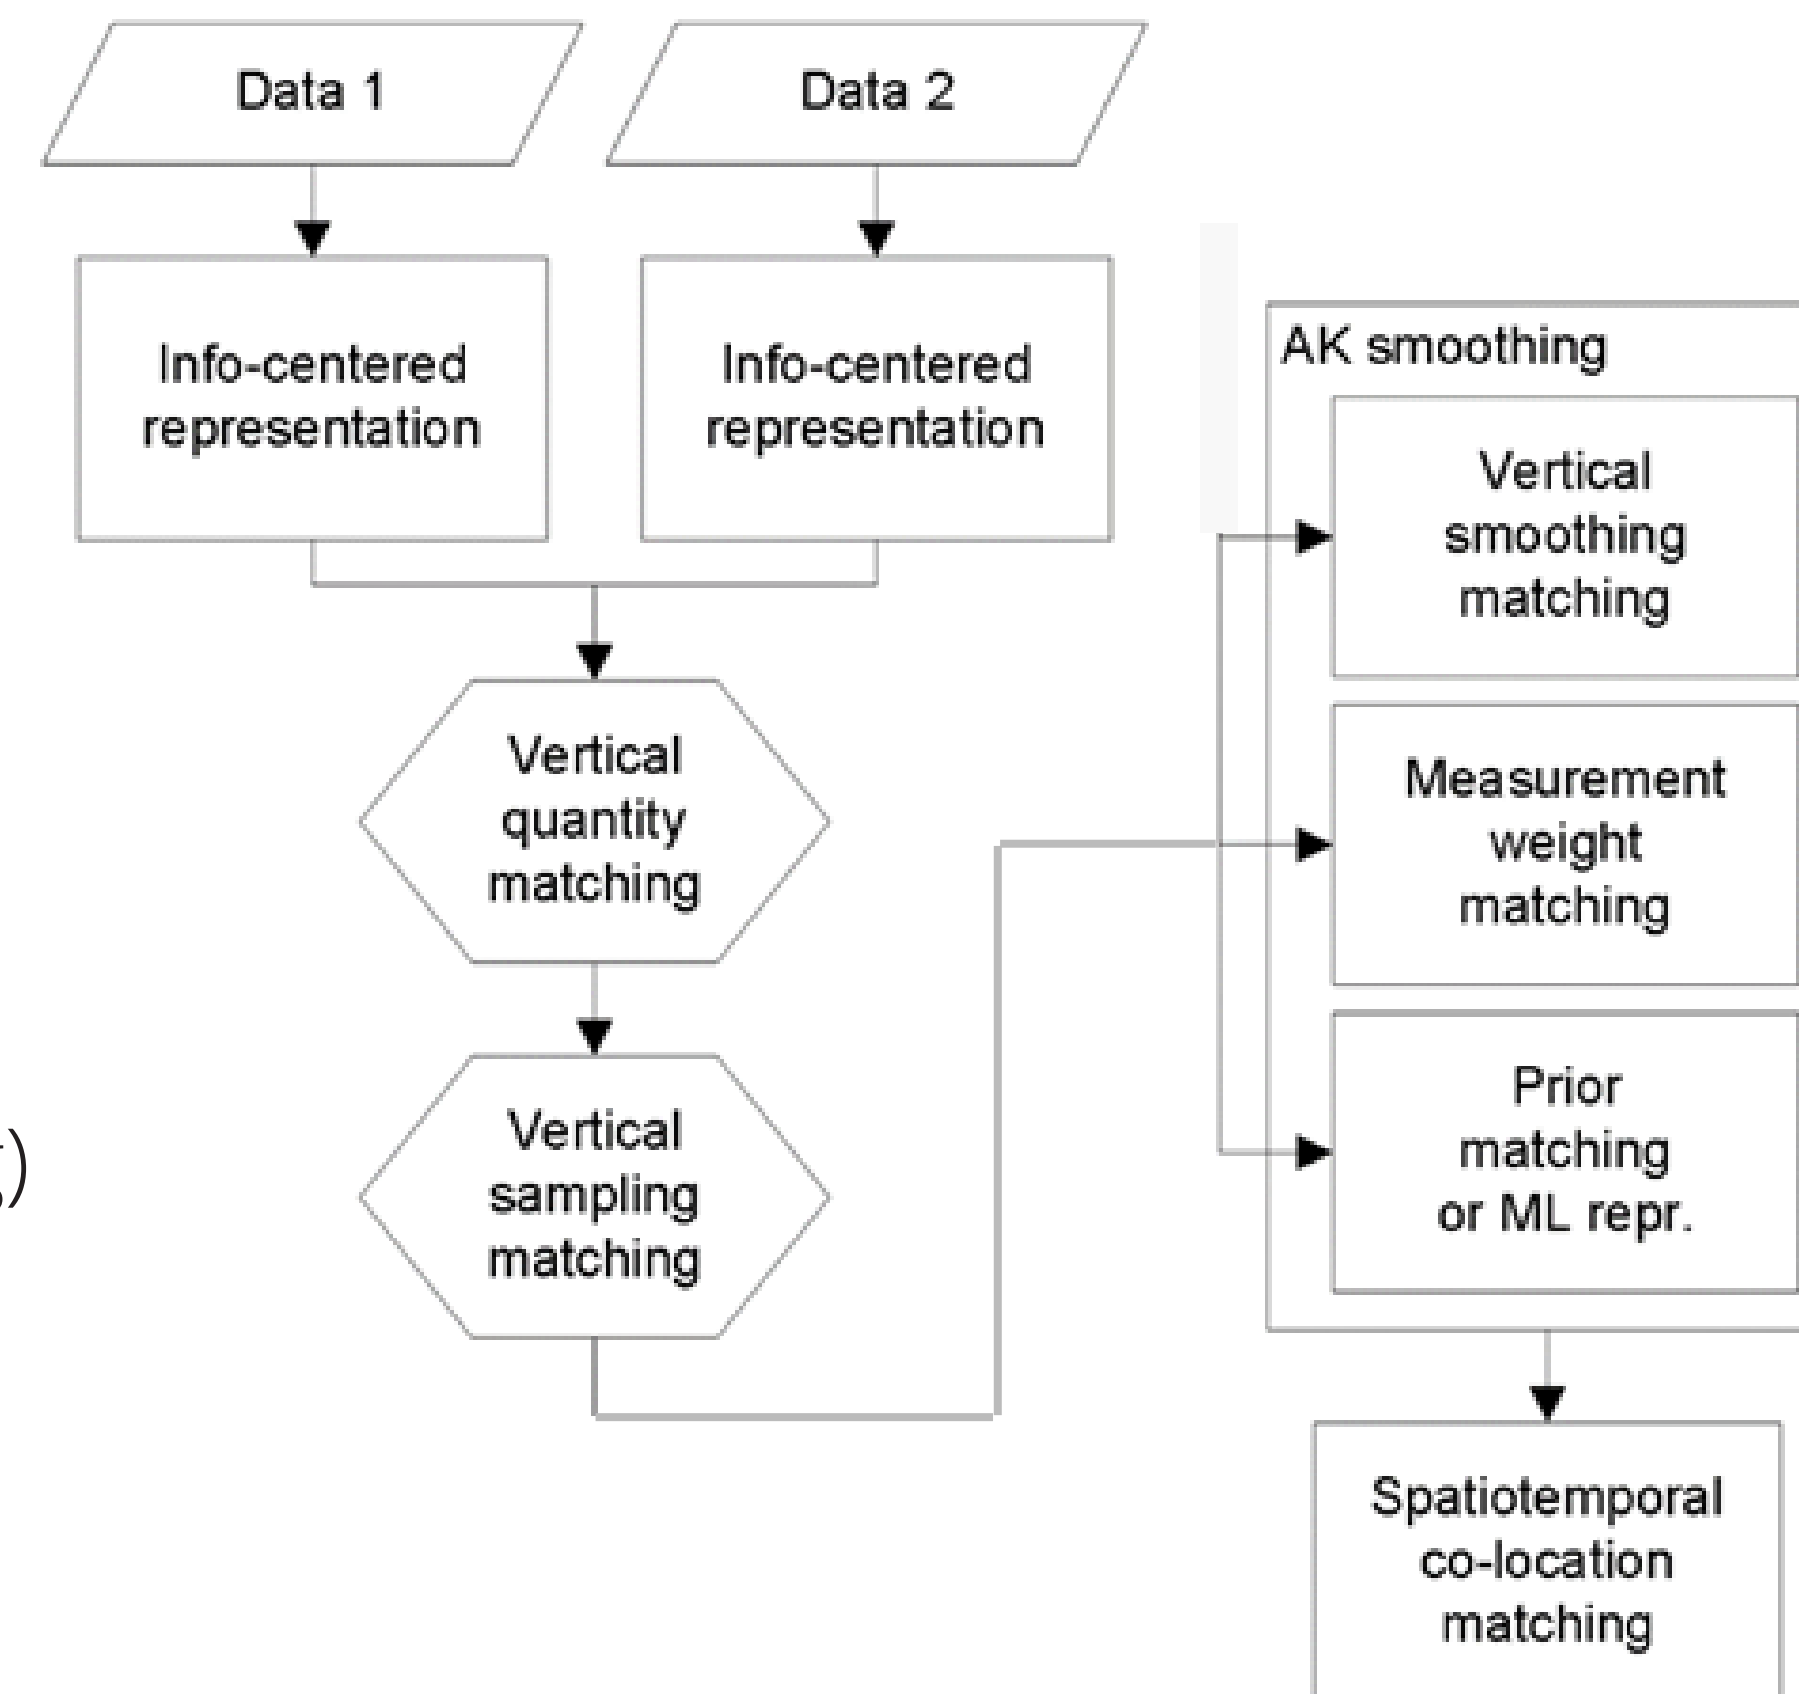 Data 1
Data 2
Info-centered
representation
Info-centered
representation
Vertical
quantity
matching
Vertical
sampling
matching
AK smoothing
Vertical
smoothing
matching
Measurement
weight
matching
Prior
matching
or ML repr.
Spatiotemporal
co-location
matching